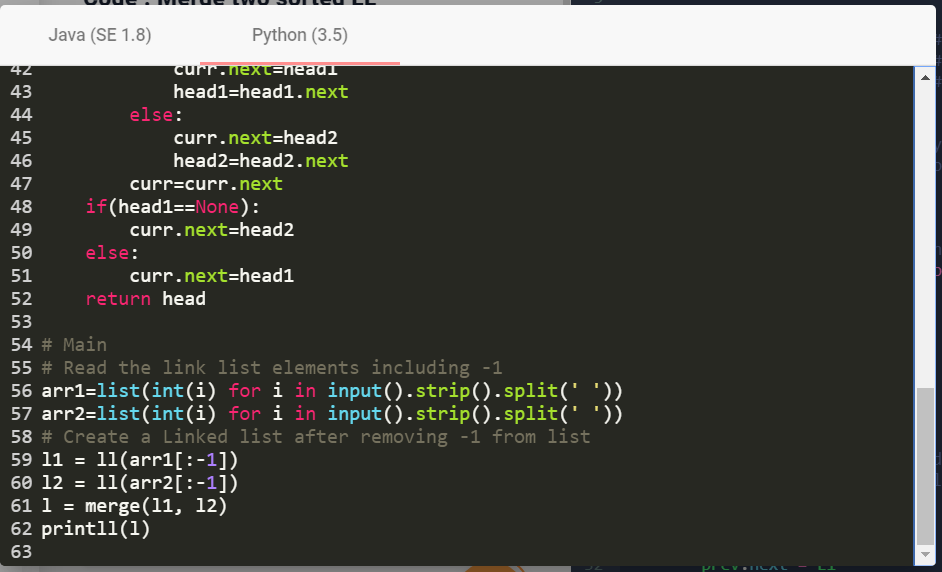 Code : Merge two sorted LL
Java (SE 1.8)
Python (3.5)
42             curr.next=head1
43             head1=head1.next
44         else:
45             curr.next=head2
46             head2=head2.next
47         curr=curr.next
48     if(head1==None):
49         curr.next=head2
50     else:
51         curr.next=head1
52     return head
53
54 # Main
55 # Read the link list elements including -1
56 arr1=list(int(i) for i in input().strip().split(' '))
57 arr2=list(int(i) for i in input().strip().split(' '))
58 # Create a Linked list after removing -1 from list
59 l1 = ll(arr1[:-1])
60 l2 = ll(arr2[:-1])
61 l = merge(l1, l2)
62 printll(l)
63